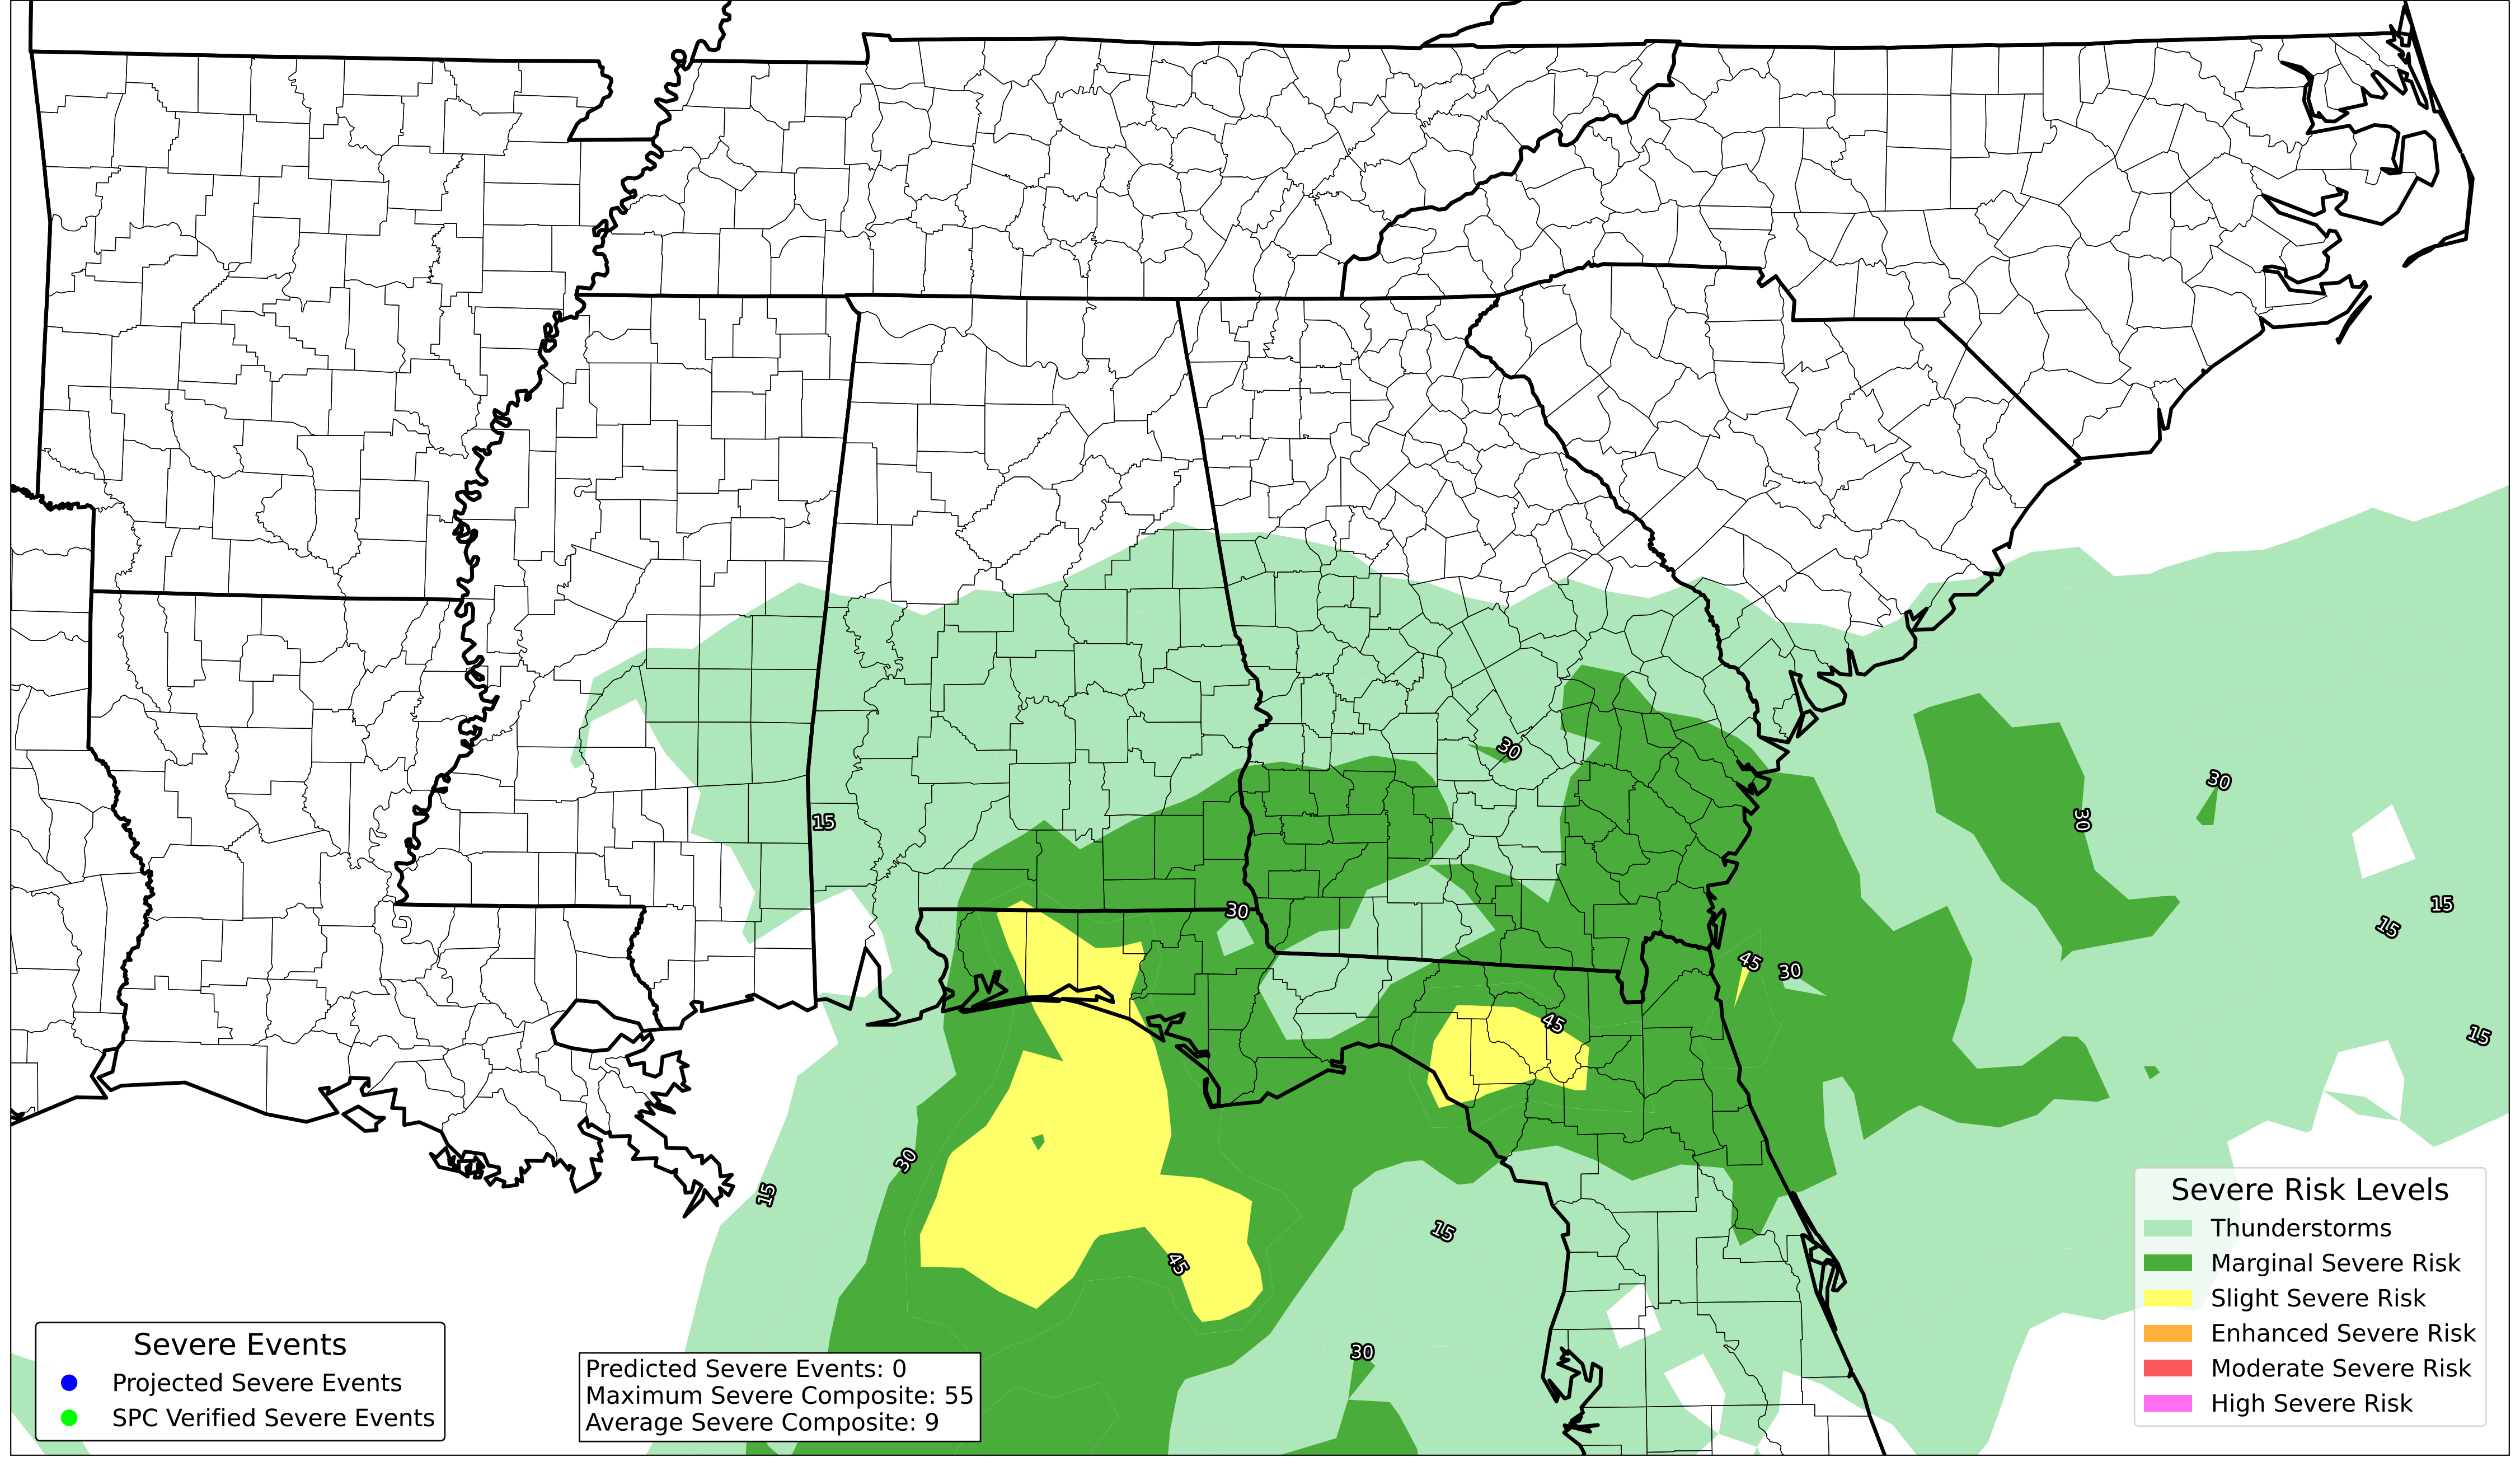 30
15
30
30
15
30
15
45
30
45
15
30
15
15
45
30
Severe Risk Levels
Thunderstorms
Marginal Severe Risk
Slight Severe Risk
Enhanced Severe Risk
Moderate Severe Risk
High Severe Risk
Severe Events
Projected Severe Events
SPC Verified Severe Events
Predicted Severe Events: 0
Maximum Severe Composite: 55
Average Severe Composite: 9